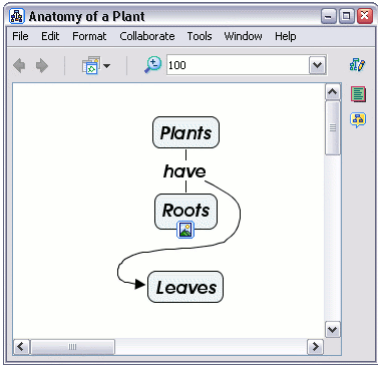 Anatomy of a Plant
File Edit Format Collaborate Tools Window Help
100
Plants
have
Roots
Leaves